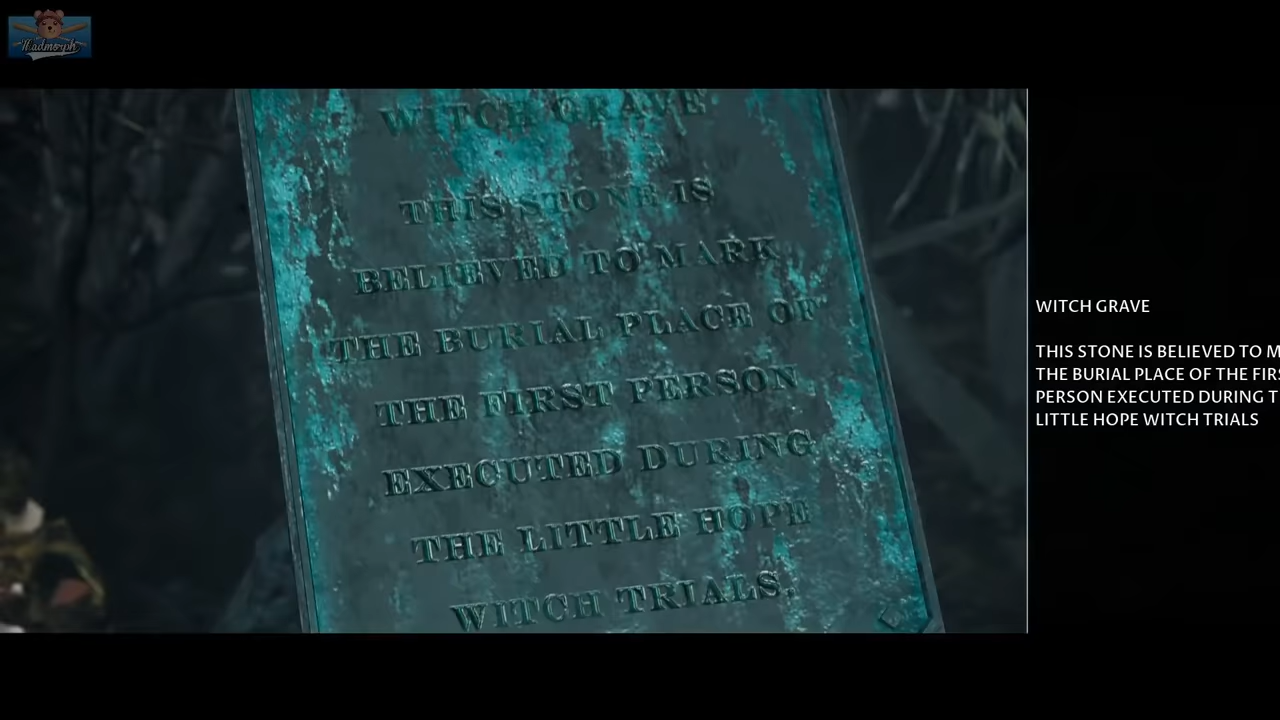 Madmorph
WITCH GRAVE
THIS STONE IS
BELIEVED TO MARK
THE BURIAL PLACE OF
THE FIRST PERSON
EXECUTED DURING
THE LITTLE HOPE
WITCH TRIALS.
WITCH GRAVE
THIS STONE IS BELIEVED TO M
THE BURIAL PLACE OF THE FIRS
PERSON EXECUTED DURING T
LITTLE HOPE WITCH TRIALS